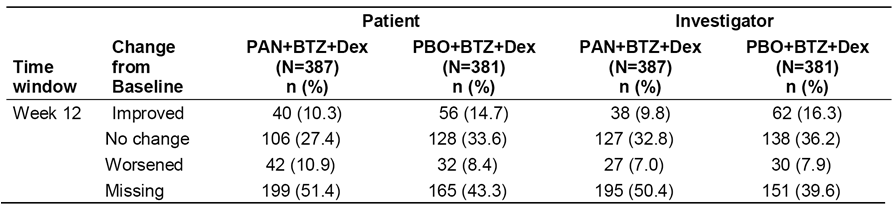 Patient Investigator
Time window Change from Baseline PAN+BTZ+Dex (N=387) n (%) PBO+BTZ+Dex (N=381) n (%) PAN+BTZ+Dex (N=387) n (%) PBO+BTZ+Dex (N=381) n (%)
Week 12 Improved 40 (10.3) 56 (14.7) 38 (9.8) 62 (16.3)
No change 106 (27.4) 128 (33.6) 127 (32.8) 138 (36.2)
Worsened 42 (10.9) 32 (8.4) 27 (7.0) 30 (7.9)
Missing 199 (51.4) 165 (43.3) 195 (50.4) 151 (39.6)